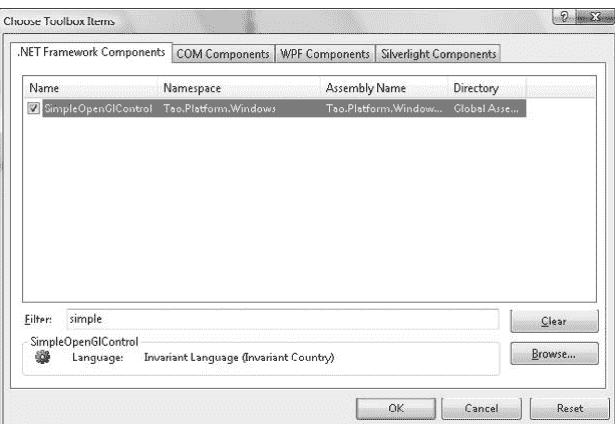 Choose Toolbox Items
.NET Framework Components COM Components WPF Components Silverlight Components
Name Namespace Assembly Name Directory
SimpleOpenGlControl Tao.Platform.Windows Tao.Platform.Window... Global Asse...
Filter: simple Clear
SimpleOpenGlControl
Language: Invariant Language (Invariant Country) Browse...
OK Cancel Reset